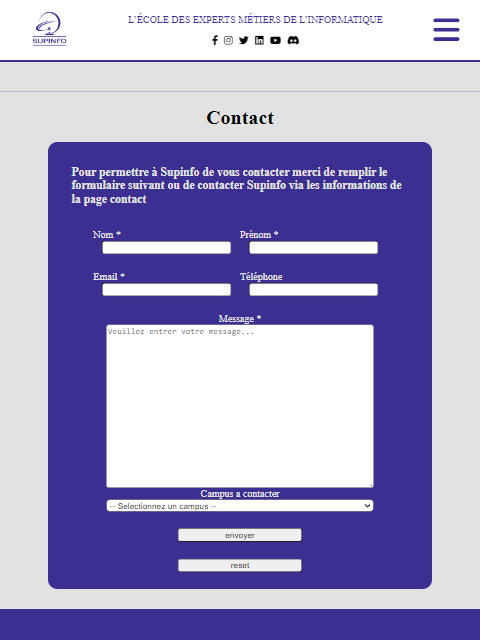 L'ÉCOLE DES EXPERTS MÉTIERS DE L'INFORMATIQUE
SUPINFO
Contact
Pour permettre à Supinfo de vous contacter merci de remplir le
formulaire suivant ou de contacter Supinfo via les informations de
la page contact
Nom * Prénom *
Email * Téléphone
Message *
Veuillez entrer votre message...
Campus a contacter
-- Selectionnez un campus --
envoyer
reset